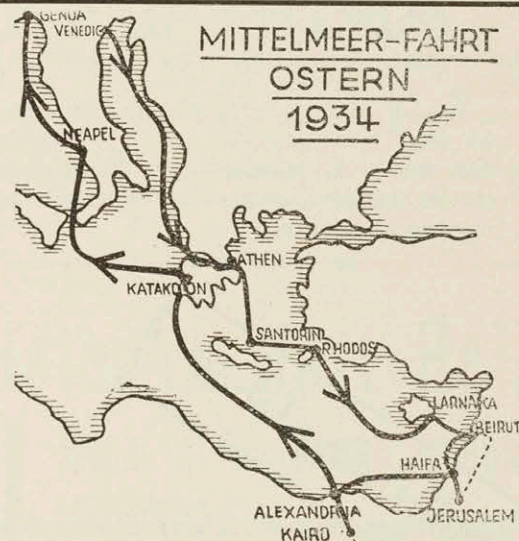 GENUA
VENEDIG
MITTELMEER-FAHRT
OSTERN
1934
NEAPEL
ATHEN
KATAKOLON
SANTORINI
RHODOS
LARNAKA
BEIRUT
HAIFA
ALEXANDRIA
KAIRO
JERUSALEM